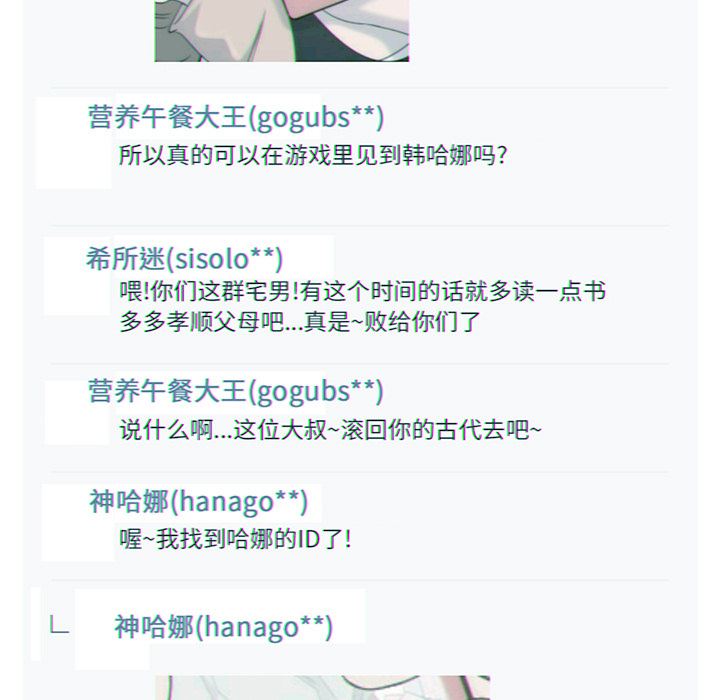 营养午餐大王(gogubs**)
所以真的可以在游戏里见到韩哈娜吗?
希所迷(sisolo**)
喂!你们这群宅男!有这个时间的话就多读一点书
多多孝顺父母吧...真是~败给你们了
营养午餐大王(gogubs**)
说什么啊...这位大叔~滚回你的古代去吧~
神哈娜(hanago**)
喔~我找到哈娜的ID了!
神哈娜(hanago**)